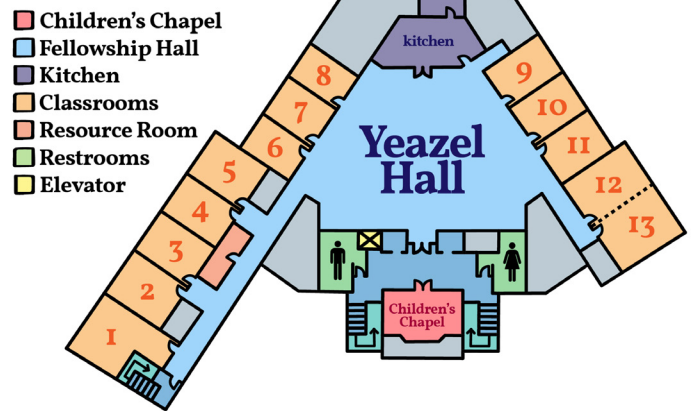 Children's Chapel
Fellowship Hall
Kitchen
Classrooms
Resource Room
Restrooms
Elevator
kitchen
8
7
6
5
4
3
2
1
9
10
11
12
13
Yeazel
Hall
Children's
Chapel